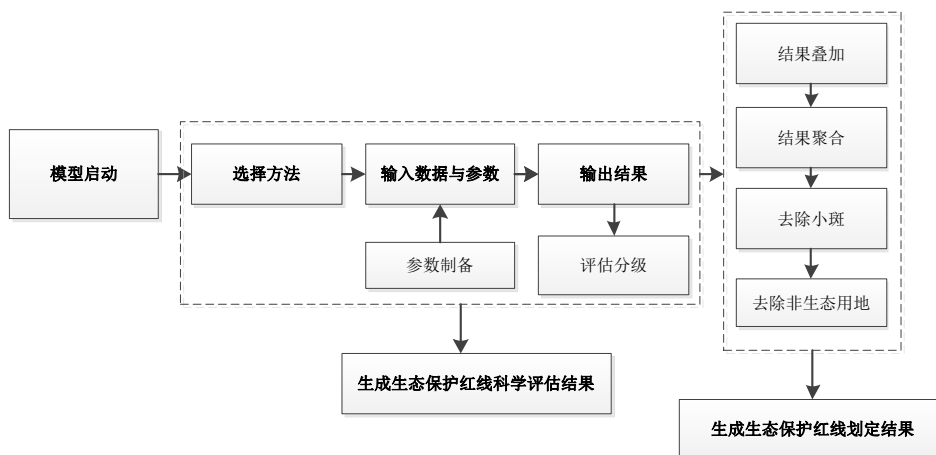 模型启动
选择方法
输入数据与参数
输出结果
参数制备
评估分级
生成生态保护红线科学评估结果
结果叠加
结果聚合
去除小斑
去除非生态用地
生成生态保护红线划定结果